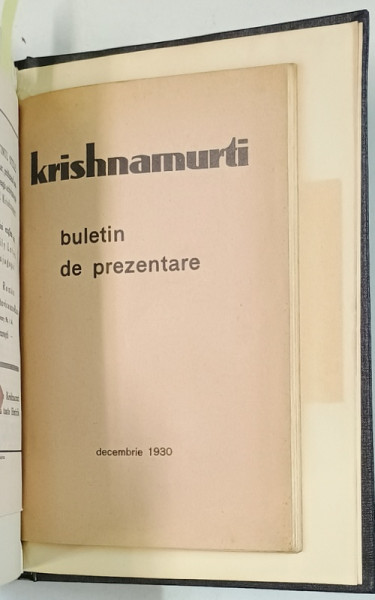 krishnamurti
buletin
de prezentare
decembrie 1930